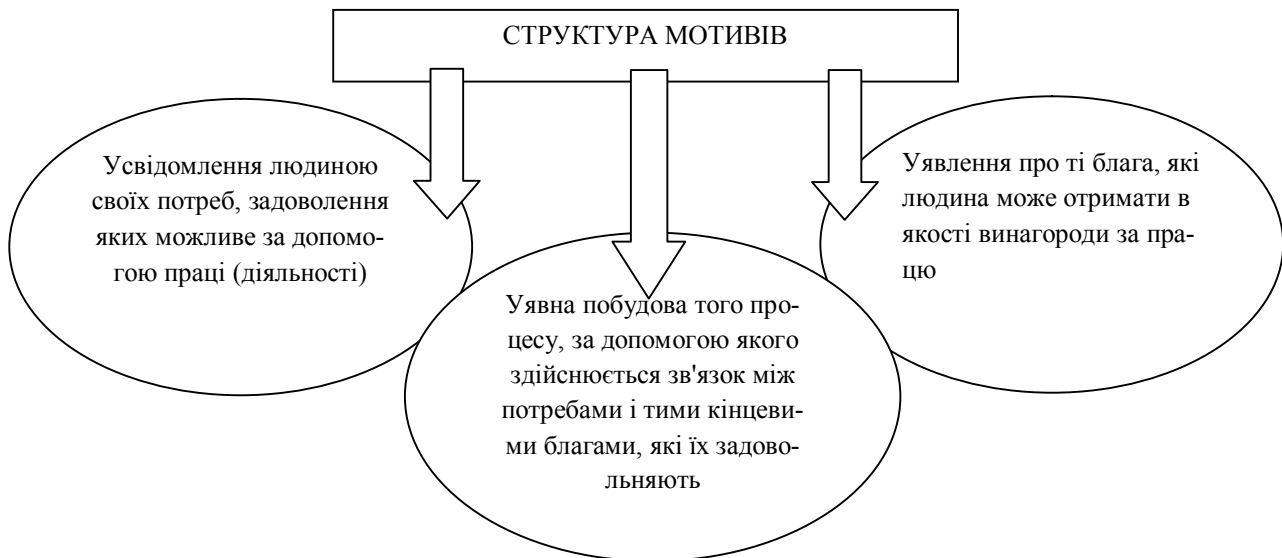 СТРУКТУРА МОТИВІВ
Усвідомлення людиною
своїх потреб, задоволення
яких можливе за допомо-
гою праці (діяльності)
Уявна побудова того про-
цесу, за допомогою якого
здійснюється зв'язок між
потребами і тими кінцеви-
ми благами, які їх задово-
льняють
Уявлення про ті блага, які
людина може отримати в
якості винагороди за пра-
цю